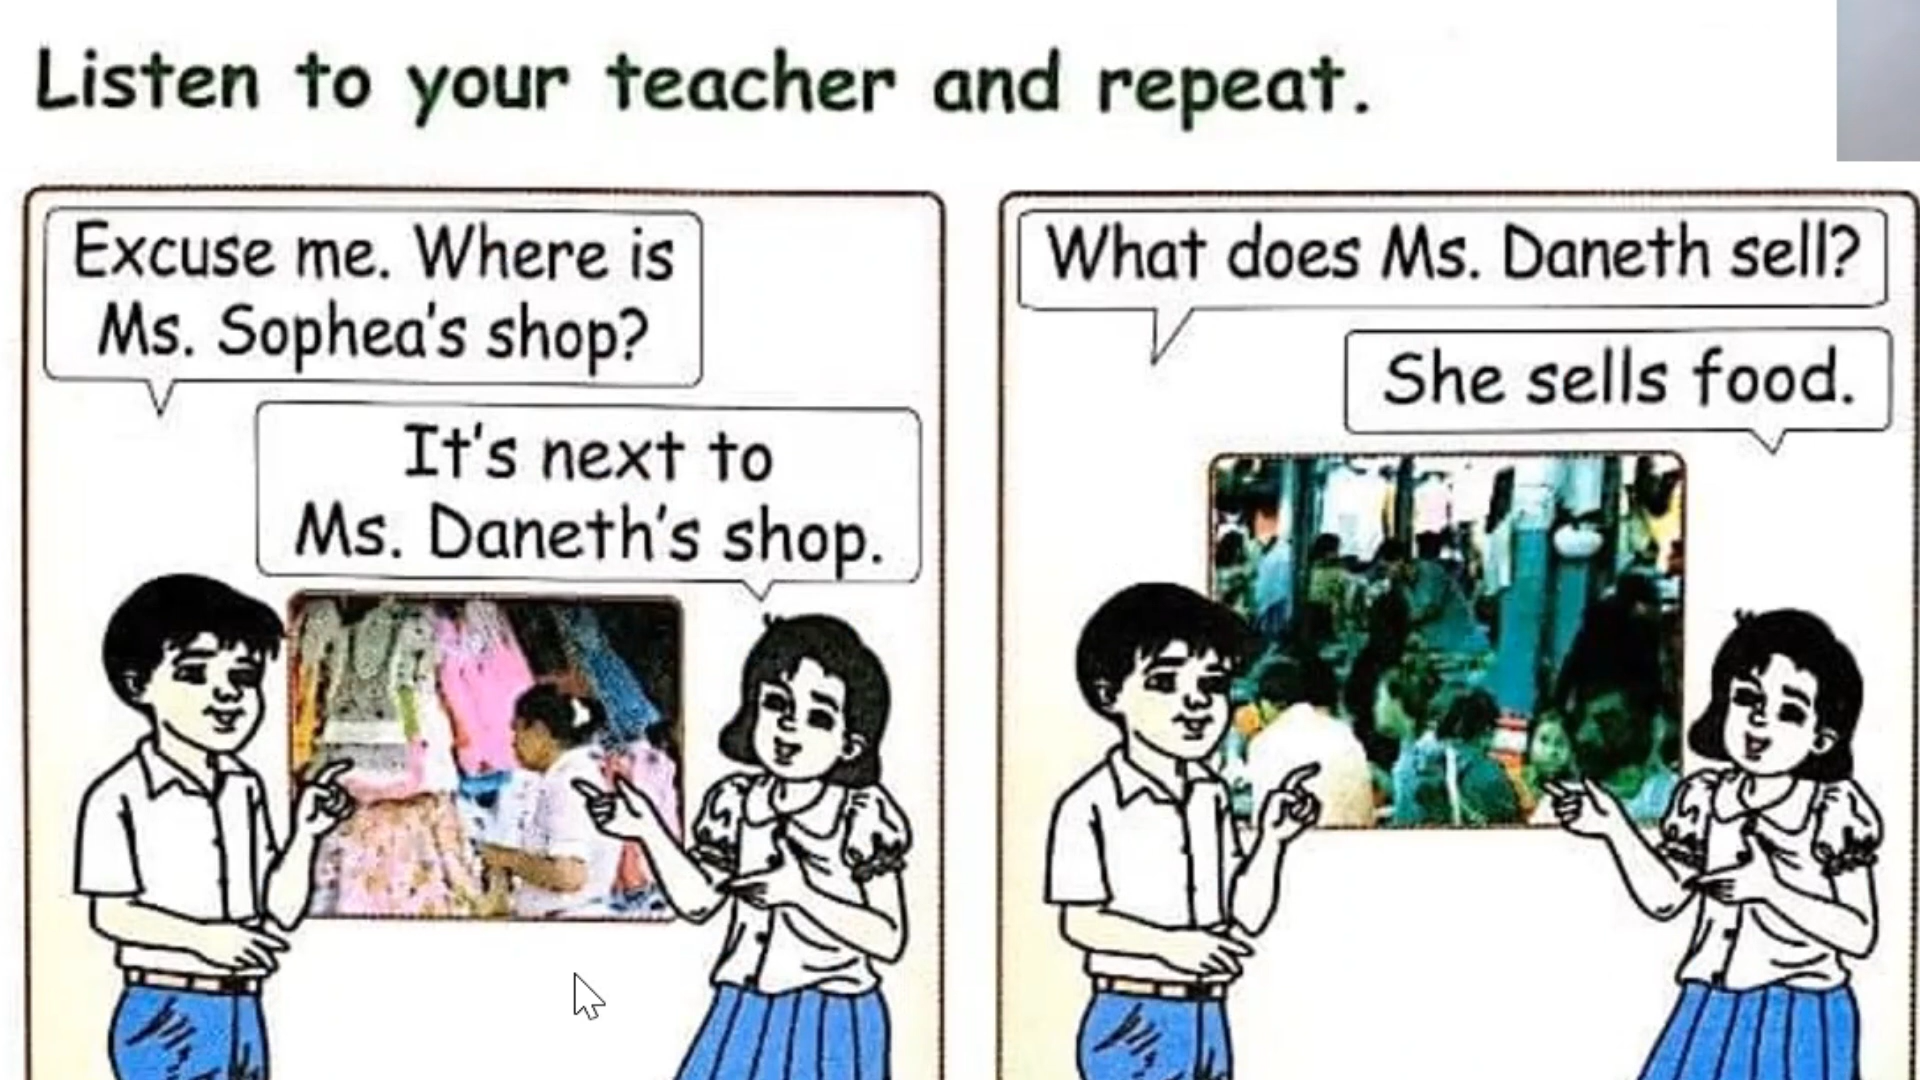 Listen to your teacher and repeat.
Excuse me. Where is
Ms. Sophea's shop?
It's next to
Ms. Daneth's shop.
What does Ms. Daneth sell?
She sells food.